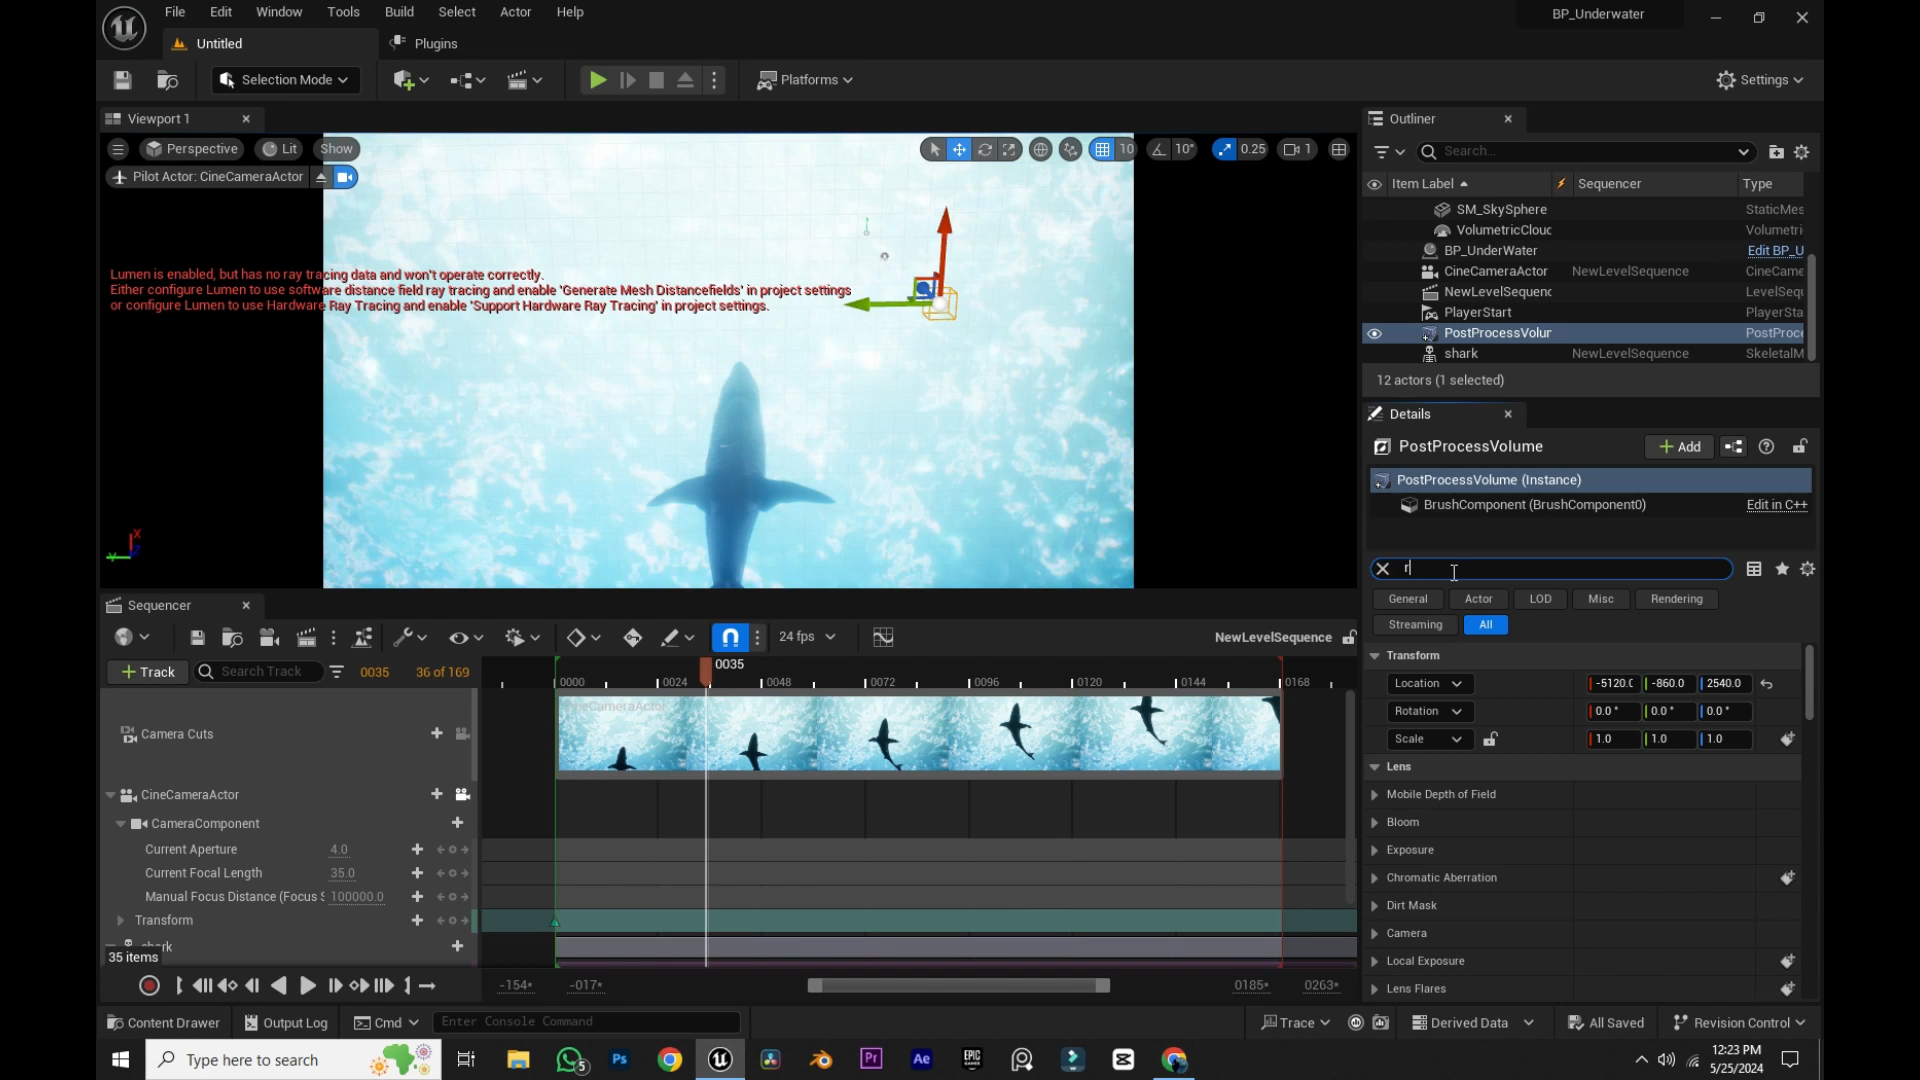 File Edit Window Tools Build Select Actor Help
BP_Underwater
Untitled
Plugins
Selection Mode
Platforms
Settings
Viewport 1
Outliner
Perspective
Lit
Show
10
10°
0.25
1
Search...
Pilot Actor: CineCameraActor
Item Label
Sequencer
Type
SM_SkySphere StaticMes
VolumetricClouc Volumetri
BP_UnderWater Edit BP_U
CineCameraActor NewLevelSequence CineCame
NewLevelSequenc LevelSequ
PlayerStart PlayerSta
PostProcessVolur PostProce
shark NewLevelSequence SkeletalM
12 actors (1 selected)
Lumen is enabled, but has no ray tracing data and won't operate correctly.
Either configure Lumen to use software distance field ray tracing and enable 'Generate Mesh Distancefields' in project settings
or configure Lumen to use Hardware Ray Tracing and enable 'Support Hardware Ray Tracing' in project settings.
Details
PostProcessVolume
Add
PostProcessVolume (Instance)
BrushComponent (BrushComponent0) Edit in C++
r
General Actor LOD Misc Rendering
Streaming All
Transform
Location -5120.0 -860.0 2540.0
Rotation 0.0° 0.0° 0.0°
Scale 1.0 1.0 1.0
Lens
Mobile Depth of Field
Bloom
Exposure
Chromatic Aberration
Dirt Mask
Camera
Local Exposure
Lens Flares
Sequencer
24 fps
NewLevelSequence
Track
Search Track
0035
36 of 169
0035
0000 0024 0048 0072 0096 0120 0144 0168
CineCameraActor
Camera Cuts
CineCameraActor
CameraComponent
Current Aperture 4.0
Current Focal Length 35.0
Manual Focus Distance (Focus S 100000.0
Transform
shark
35 items
-154* -017* 0185* 0263*
Content Drawer
Output Log
Cmd
Enter Console Command
Trace
Derived Data
All Saved
Revision Control
Type here to search
5
Ps
Pr
Ae
EPIC
12:23 PM
5/25/2024